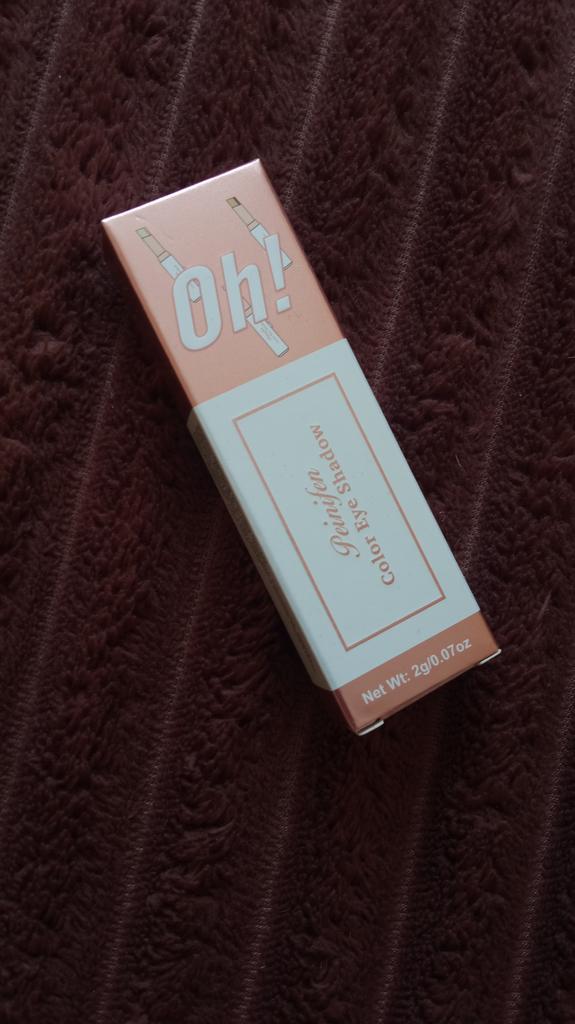 Oh!
Peinifen
Color Eye Shadow
Net Wt: 2g/0.07oz